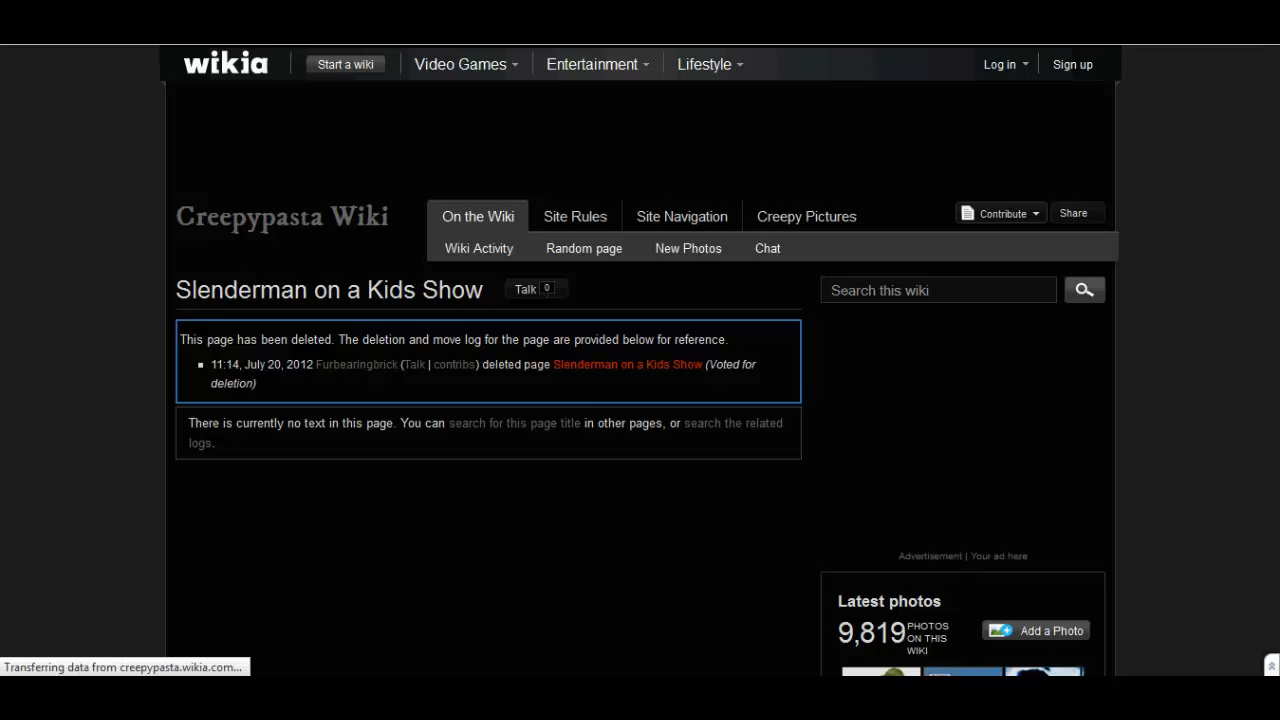 wikia
Start a wiki
Video Games
Entertainment
Lifestyle
Log in
Sign up
Creepypasta Wiki
On the Wiki
Site Rules
Site Navigation
Creepy Pictures
Contribute
Share
Wiki Activity
Random page
New Photos
Chat
Slenderman on a Kids Show
Talk 0
Search this wiki
This page has been deleted. The deletion and move log for the page are provided below for reference.
11:14, July 20, 2012 Furbearingbrick (Talk | contribs) deleted page Slenderman on a Kids Show (Voted for
deletion)
There is currently no text in this page. You can search for this page title in other pages, or search the related
logs.
Advertisement | Your ad here
Latest photos
9,819 PHOTOS
ON THIS
WIKI
Add a Photo
Transferring data from creepypasta.wikia.com...